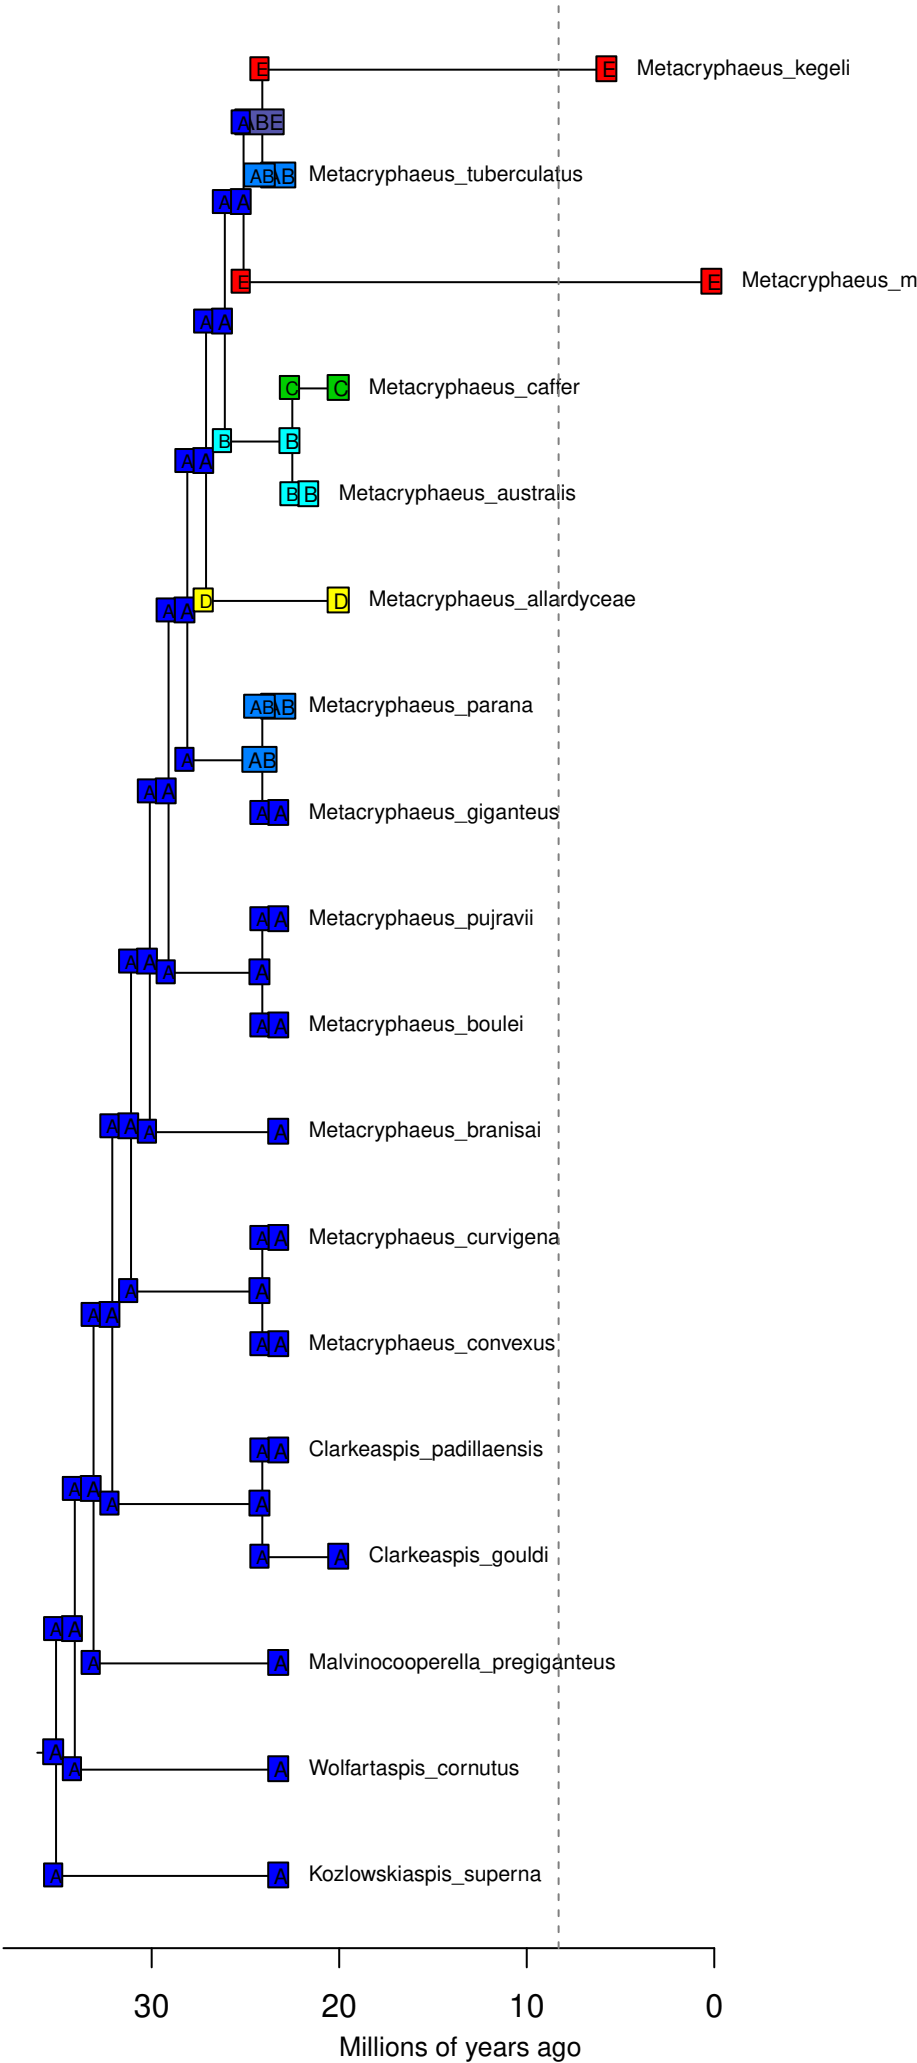 E E Metacryphaeus_kegeli
A ABE
AB AB Metacryphaeus_tuberculatus
A A
E E Metacryphaeus_m
A A
C C Metacryphaeus_caffer
B B
A A
B B Metacryphaeus_australis
D D Metacryphaeus_allardyceae
A A
AB AB Metacryphaeus_parana
A AB
A A
A A Metacryphaeus_giganteus
A A Metacryphaeus_pujravii
A A
A A
A A Metacryphaeus_boulei
A A
A A Metacryphaeus_branisai
A A Metacryphaeus_curvigena
A A
A A
A A Metacryphaeus_convexus
A A Clarkeaspis_padillaensis
A A
A A
A A Clarkeaspis_gouldi
A A
A A Malvinocooperella_pregiganteus
A
A A Wolfartaspis_cornutus
A A Kozlowskiaspis_superna
30 20 10 0
Millions of years ago